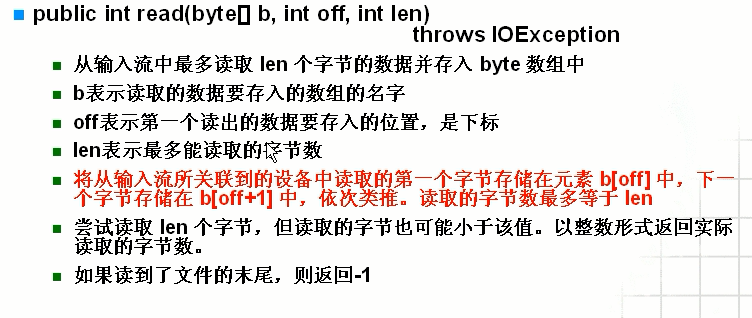 public int read(byte[] b, int off, int len)
throws IOException
从输入流中最多读取 len 个字节的数据并存入 byte 数组中
b表示读取的数据要存入的数组的名字
off表示第一个读出的数据要存入的位置，是下标
len表示最多能读取的字节数
将从输入流所关联到的设备中读取的第一个字节存储在元素 b[off] 中，下一
个字节存储在 b[off+1] 中，依次类推。读取的字节数最多等于 len
尝试读取 len 个字节，但读取的字节也可能小于该值。以整数形式返回实际
读取的字节数。
如果读到了文件的末尾，则返回-1